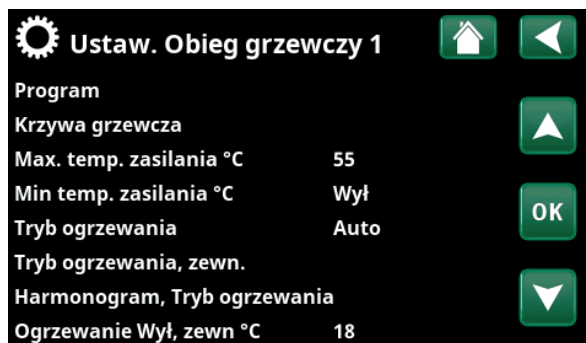 Ustaw. Obieg grzewczy 1
Program
Krzywa grzewcza
Max. temp. zasilania °C 55
Min temp. zasilania °C Wył
Tryb ogrzewania Auto
OK
Tryb ogrzewania, zewn.
Harmonogram, Tryb ogrzewania
Ogrzewanie Wył, zewn °C 18